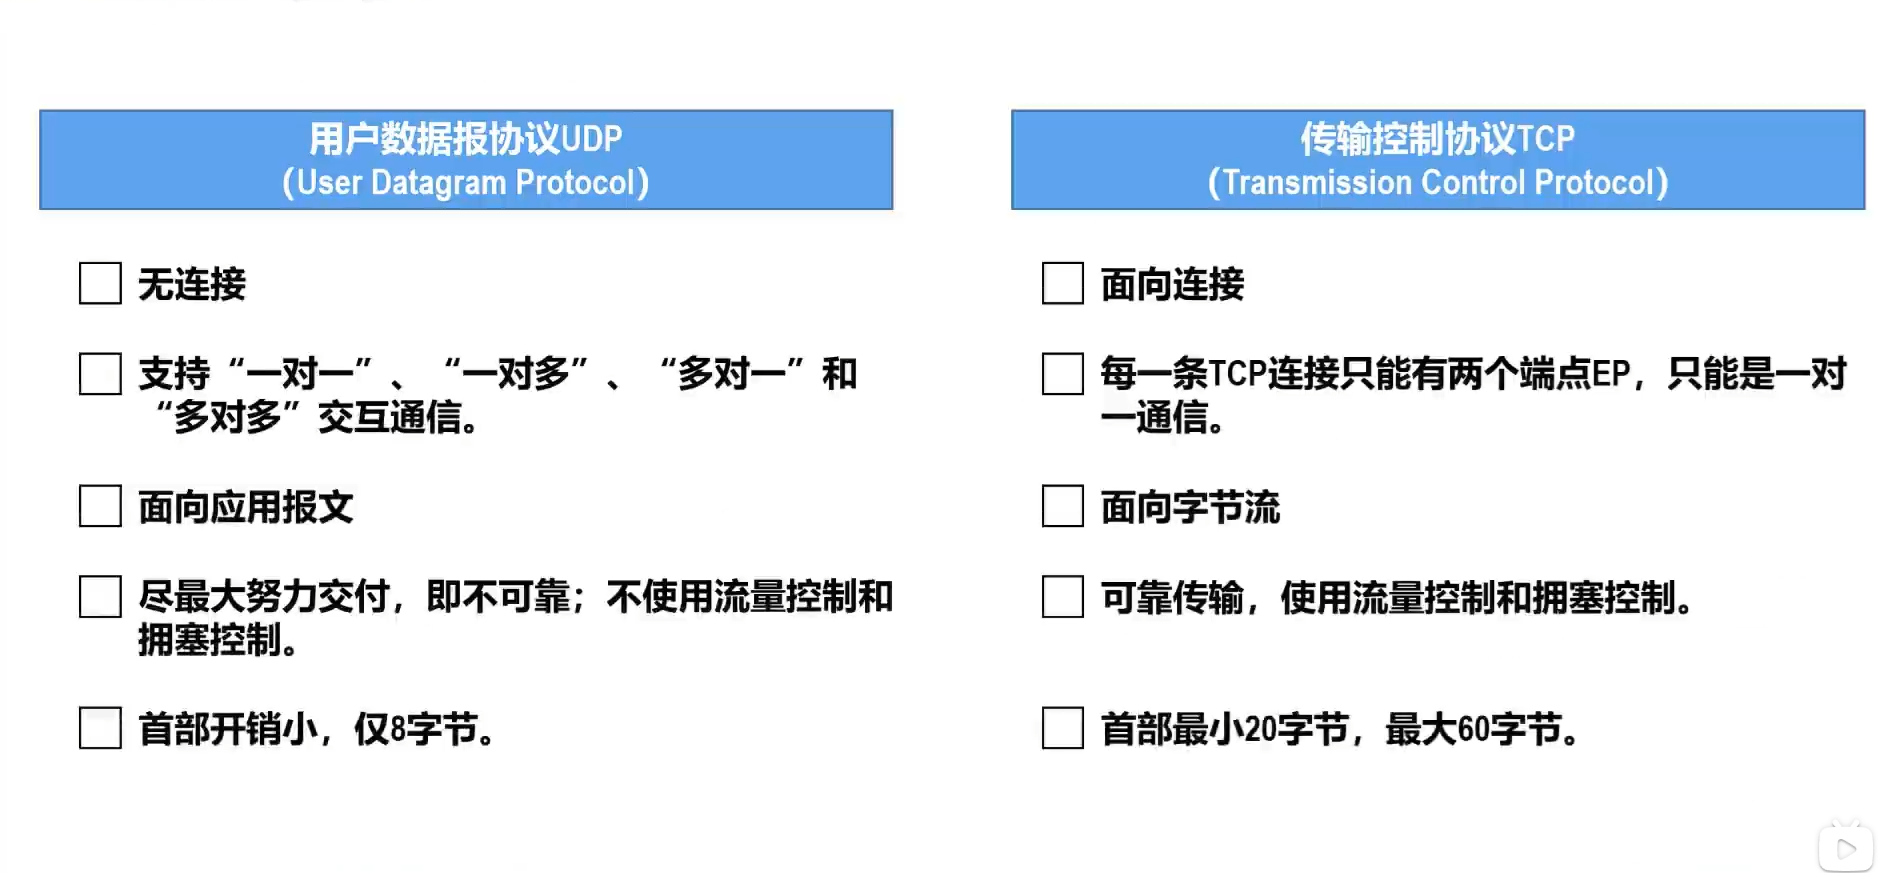 用户数据报协议UDP
(User Datagram Protocol)
无连接
支持“一对一”、“一对多”、“多对一”和
“多对多”交互通信。
面向应用报文
尽最大努力交付，即不可靠；不使用流量控制和
拥塞控制。
首部开销小，仅8字节。
传输控制协议TCP
(Transmission Control Protocol)
面向连接
每一条TCP连接只能有两个端点EP，只能是一对
一通信。
面向字节流
可靠传输，使用流量控制和拥塞控制。
首部最小20字节，最大60字节。